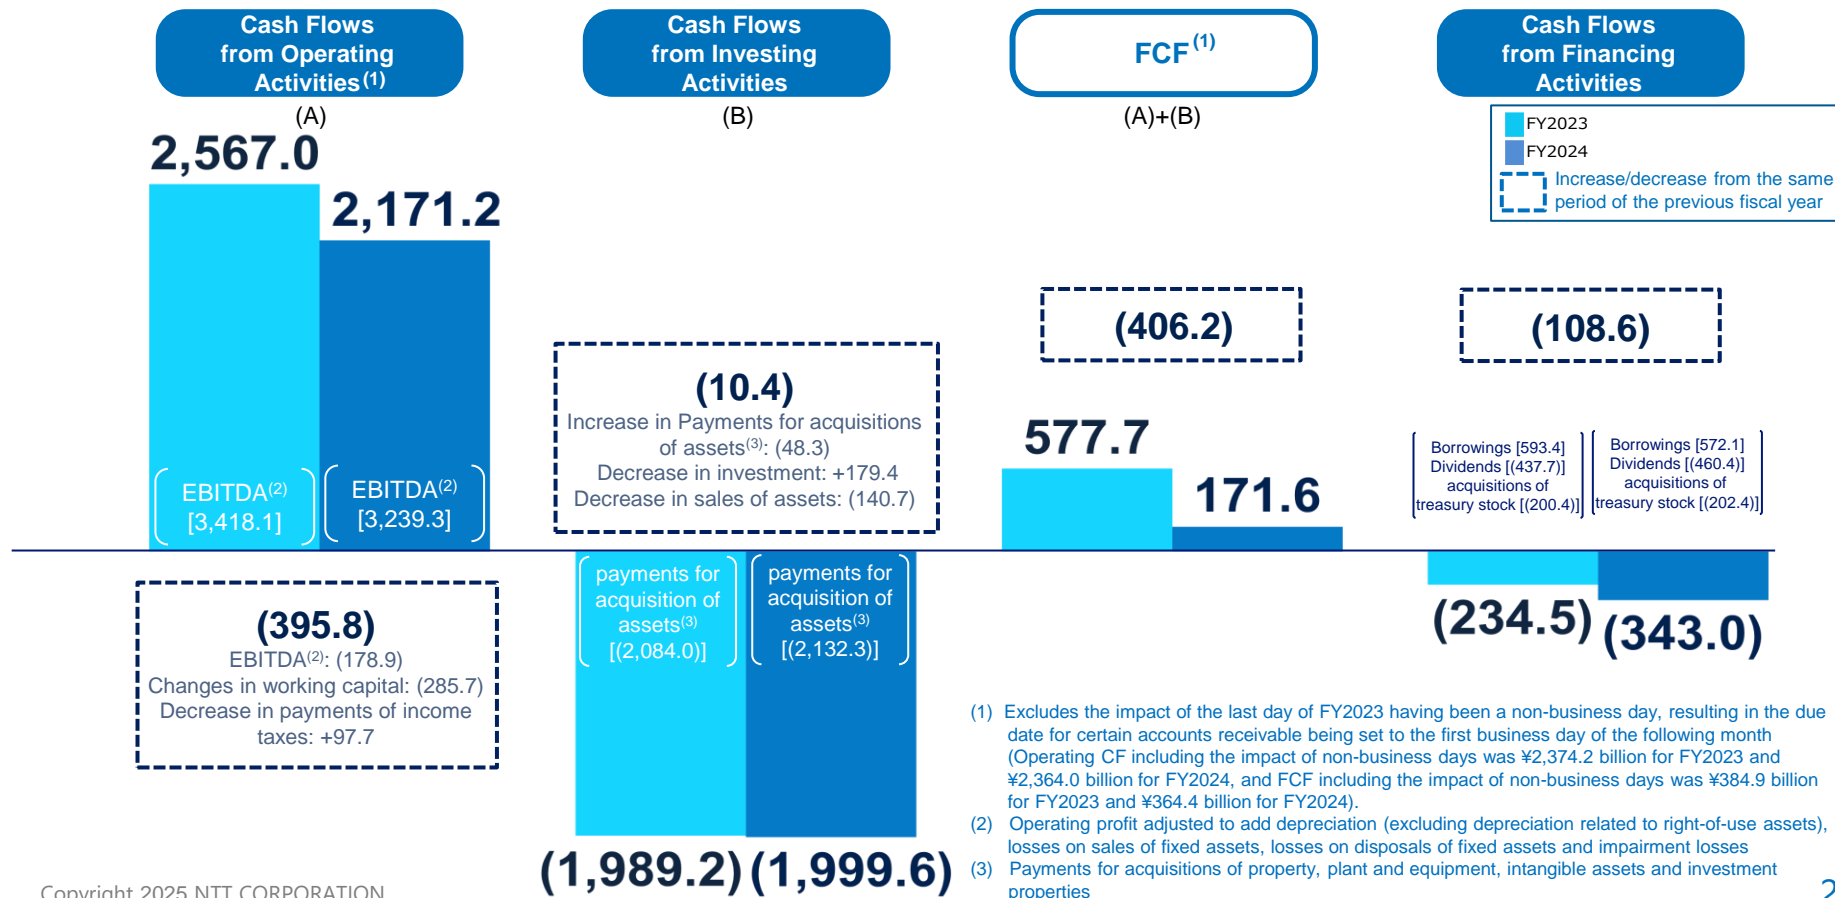 Cash Flows
from Operating
Activities(1)
(A)
Cash Flows
from Investing
Activities
(B)
FCF(1)
(A)+(B)
Cash Flows
from Financing
Activities
FY2023
FY2024
Increase/decrease from the same
period of the previous fiscal year
2,567.0
2,171.2
EBITDA(2)
[3,418.1]
EBITDA(2)
[3,239.3]
(395.8)
EBITDA(2): (178.9)
Changes in working capital: (285.7)
Decrease in payments of income
taxes: +97.7
(10.4)
Increase in Payments for acquisitions
of assets(3): (48.3)
Decrease in investment: +179.4
Decrease in sales of assets: (140.7)
payments for
acquisition of
assets(3)
[(2,084.0)]
payments for
acquisition of
assets(3)
[(2,132.3)]
(1,989.2)
(1,999.6)
(406.2)
577.7
171.6
(108.6)
Borrowings [593.4]
Dividends [(437.7)]
acquisitions of
treasury stock [(200.4)]
Borrowings [572.1]
Dividends [(460.4)]
acquisitions of
treasury stock [(202.4)]
(234.5)
(343.0)
(1) Excludes the impact of the last day of FY2023 having been a non-business day, resulting in the due
date for certain accounts receivable being set to the first business day of the following month
(Operating CF including the impact of non-business days was ¥2,374.2 billion for FY2023 and
¥2,364.0 billion for FY2024, and FCF including the impact of non-business days was ¥384.9 billion
for FY2023 and ¥364.4 billion for FY2024).
(2) Operating profit adjusted to add depreciation (excluding depreciation related to right-of-use assets),
losses on sales of fixed assets, losses on disposals of fixed assets and impairment losses
(3) Payments for acquisitions of property, plant and equipment, intangible assets and investment
properties
Copyright 2025 NTT CORPORATION
2